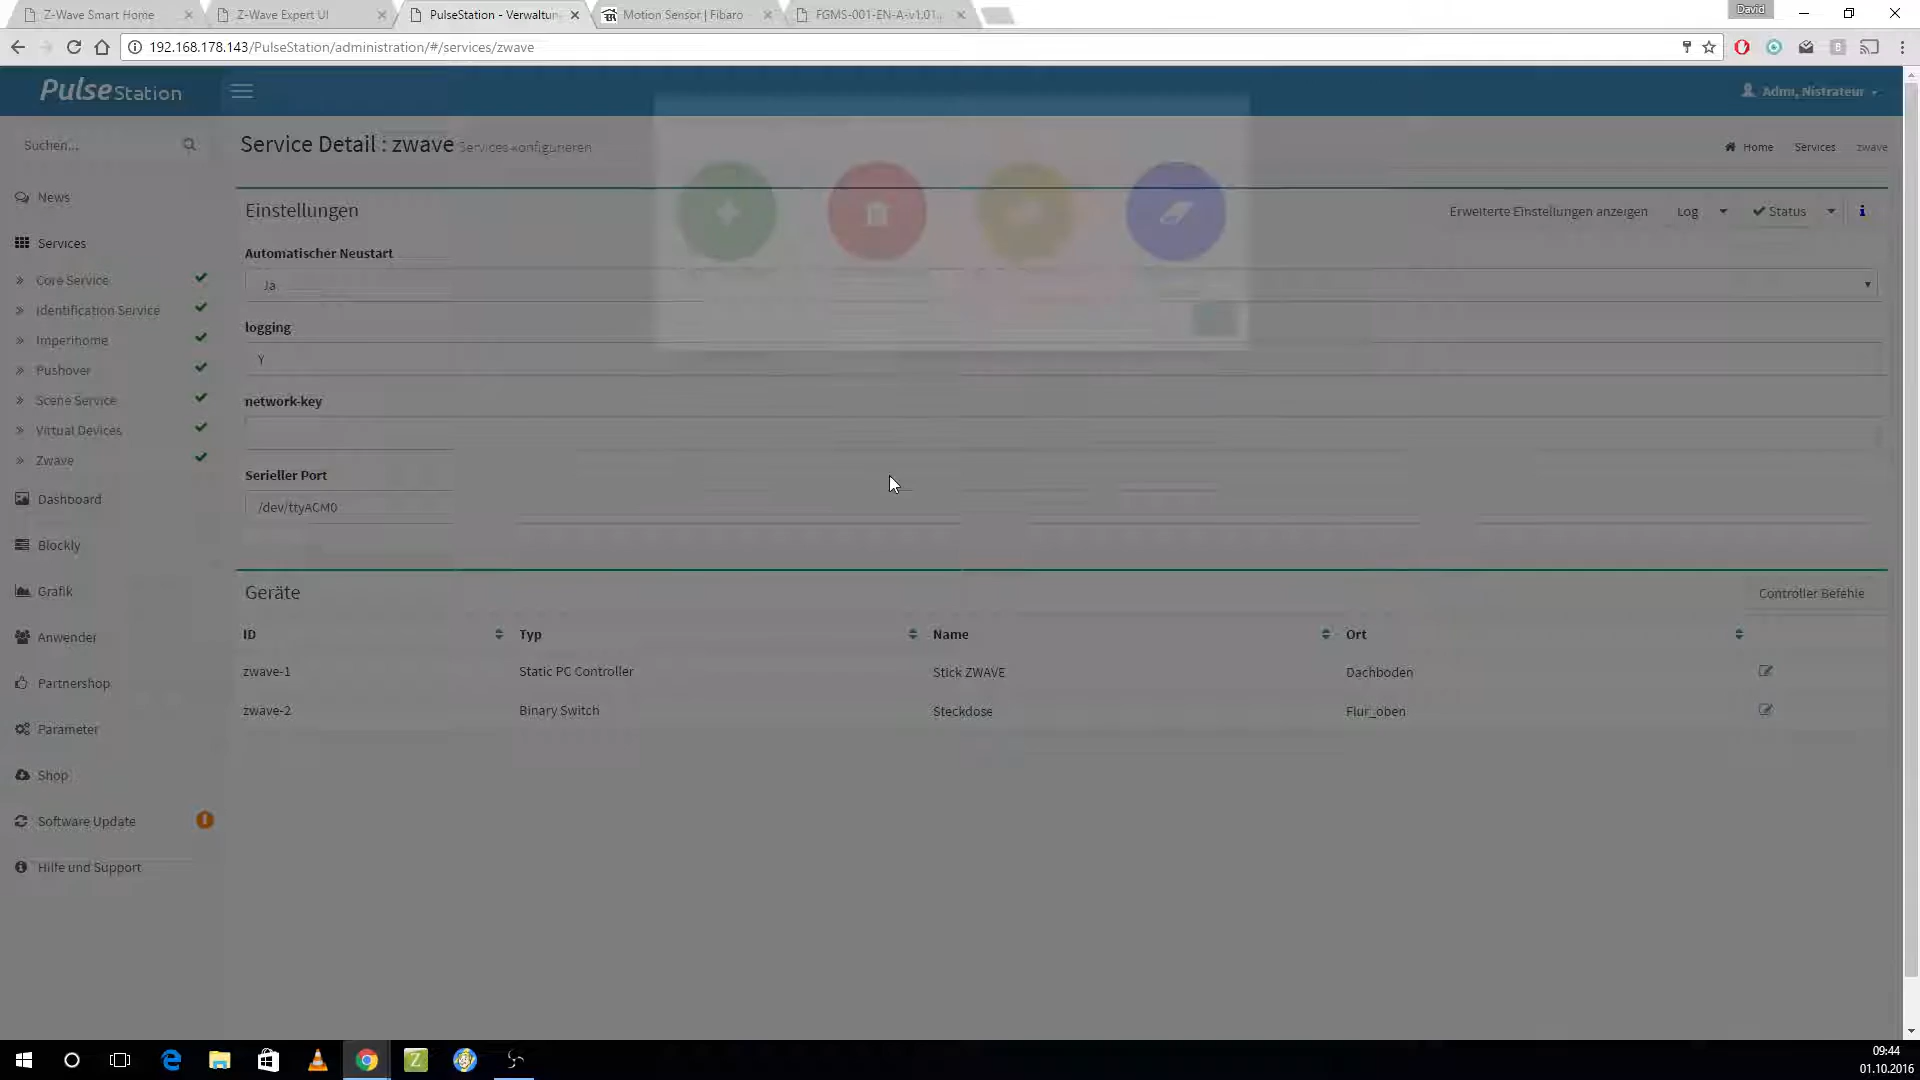 Z-Wave Smart Home
Z-Wave Expert UI
PulseStation - Verwaltun
Motion Sensor | Fibaro
FGMS-001-EN-A-v1.01...
David
192.168.178.143/PulseStation/administration/#/services/zwave
PulseStation
Admi, Nistrateur
Suchen...
Service Detail : zwave Services konfigurieren
Home
Services
zwave
News
Services
Core Service
Identification Service
Imperihome
Pushover
Scene Service
Virtual Devices
Zwave
Dashboard
Blockly
Grafik
Anwender
Partnershop
Parameter
Shop
Software Update
Hilfe und Support
Einstellungen
Erweiterte Einstellungen anzeigen
Log
Status
Automatischer Neustart
Ja
logging
Y
network-key
Serieller Port
/dev/ttyACM0
Geräte
Controller Befehle
ID Typ Name Ort
zwave-1 Static PC Controller Stick ZWAVE Dachboden
zwave-2 Binary Switch Steckdose Flur_oben
09:44
01.10.2016